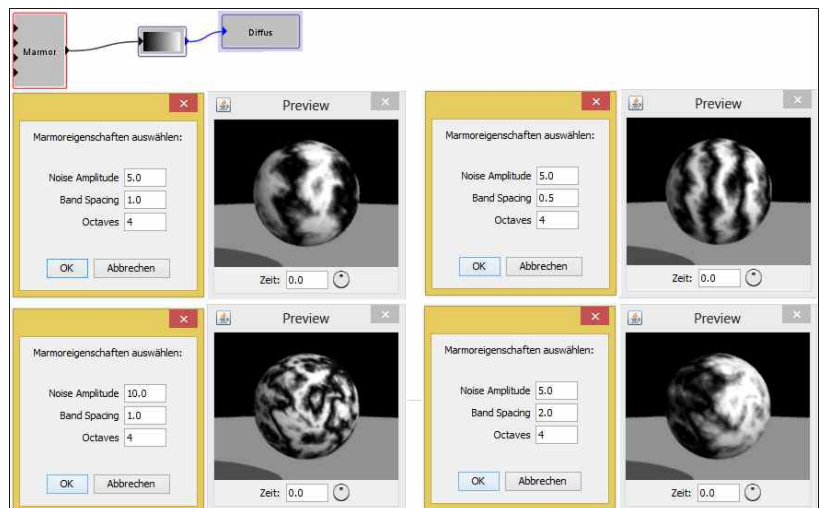 Marmor
Diffus
Marmoreigenschaften auswählen:
Noise Amplitude 5.0
Band Spacing 1.0
Octaves 4
OK Abbrechen
Preview
Zeit: 0.0
Marmoreigenschaften auswählen:
Noise Amplitude 5.0
Band Spacing 0.5
Octaves 4
OK Abbrechen
Preview
Zeit: 0.0
Marmoreigenschaften auswählen:
Noise Amplitude 10.0
Band Spacing 1.0
Octaves 4
OK Abbrechen
Preview
Zeit: 0.0
Marmoreigenschaften auswählen:
Noise Amplitude 5.0
Band Spacing 2.0
Octaves 4
OK Abbrechen
Preview
Zeit: 0.0